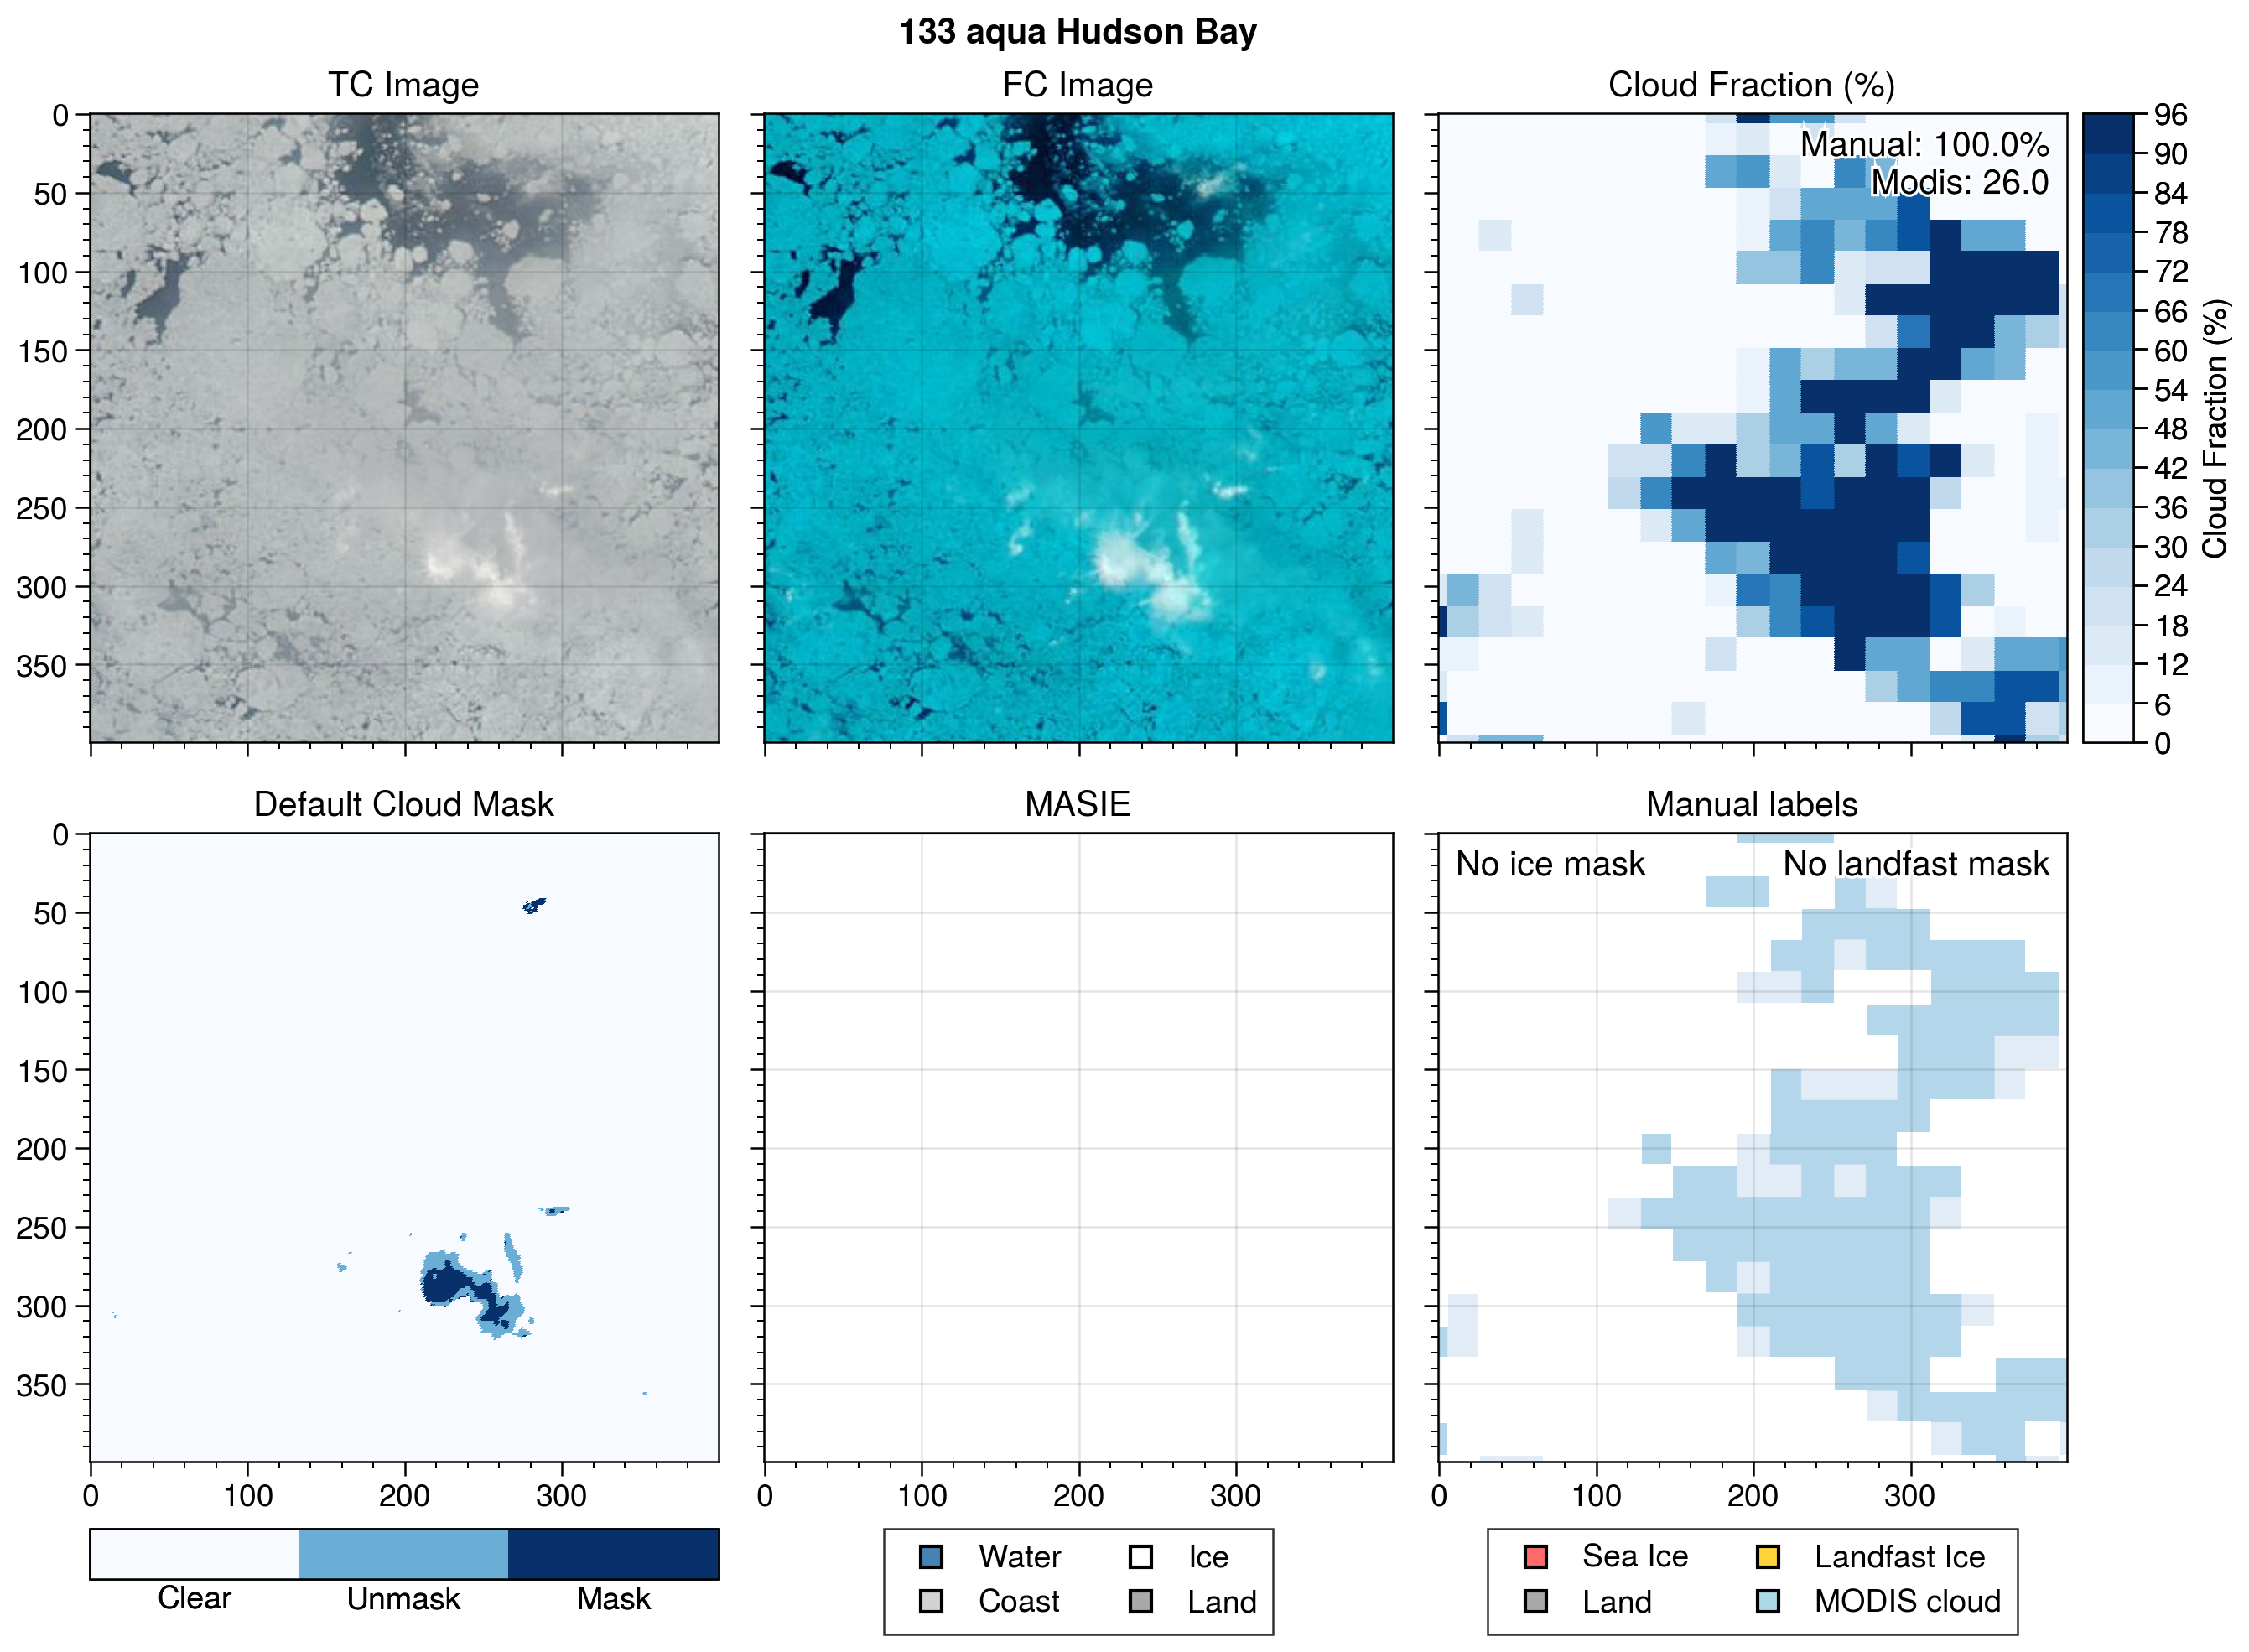 133 aqua Hudson Bay
TC Image
FC Image
Cloud Fraction (%)
0
50
100
150
200
250
300
350
Manual: 100.0%
Modis: 26.0
96
90
84
78
72
66
60
54
48
42
36
30
24
18
12
6
0
Cloud Fraction (%)
Default Cloud Mask
MASIE
Manual labels
0
50
100
150
200
250
300
350
No ice mask
No landfast mask
0 100 200 300
0 100 200 300
0 100 200 300
Clear Unmask Mask
Water Ice
Coast Land
Sea Ice Landfast Ice
Land MODIS cloud